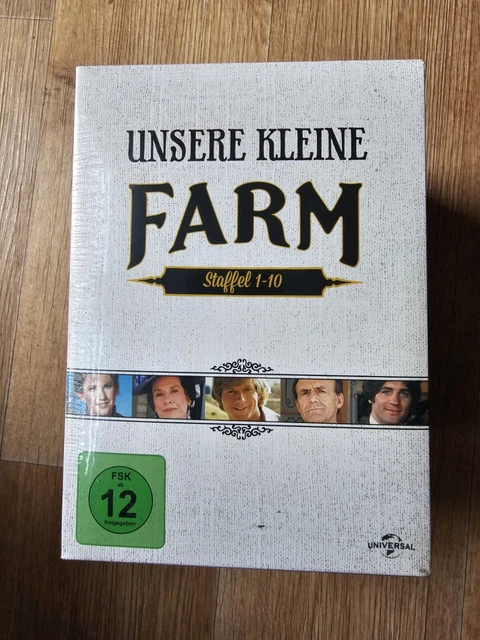 UNSERE KLEINE
FARM
Staffel 1-10
FSK
ab
12
freigegeben
UNIVERSAL